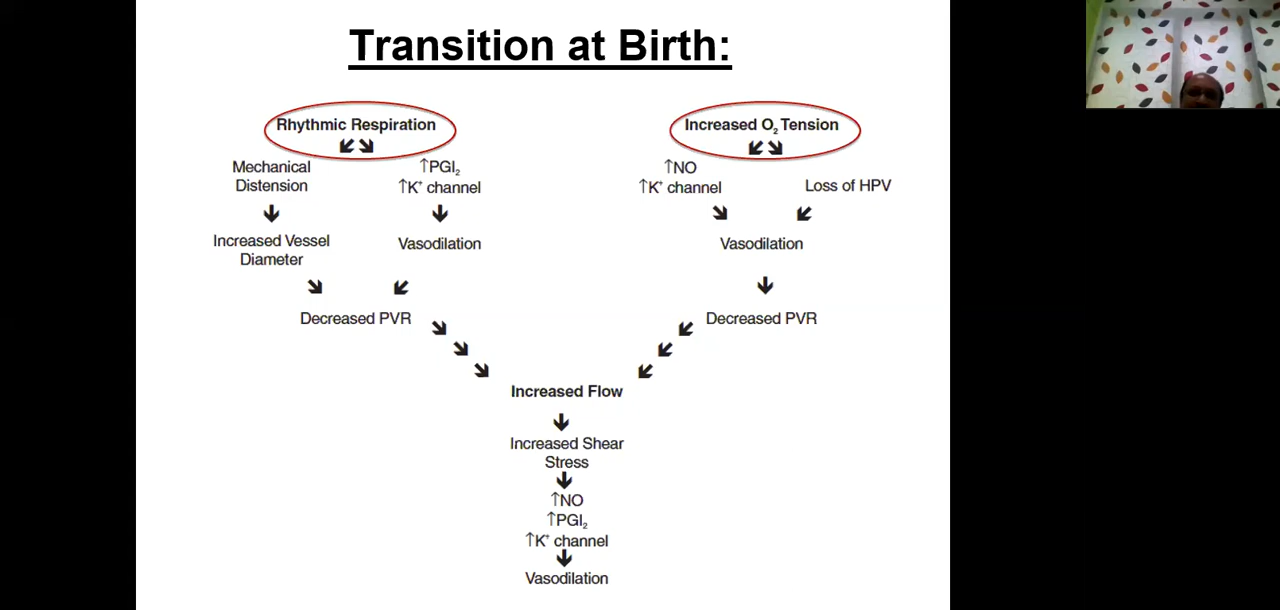 Transition at Birth:
Rhythmic Respiration
Mechanical
Distension
↑PGI₂
↑K⁺ channel
Increased Vessel
Diameter
Vasodilation
Decreased PVR
Increased O₂ Tension
↑NO
↑K⁺ channel
Loss of HPV
Vasodilation
Decreased PVR
Increased Flow
Increased Shear
Stress
↑NO
↑PGI₂
↑K⁺ channel
Vasodilation